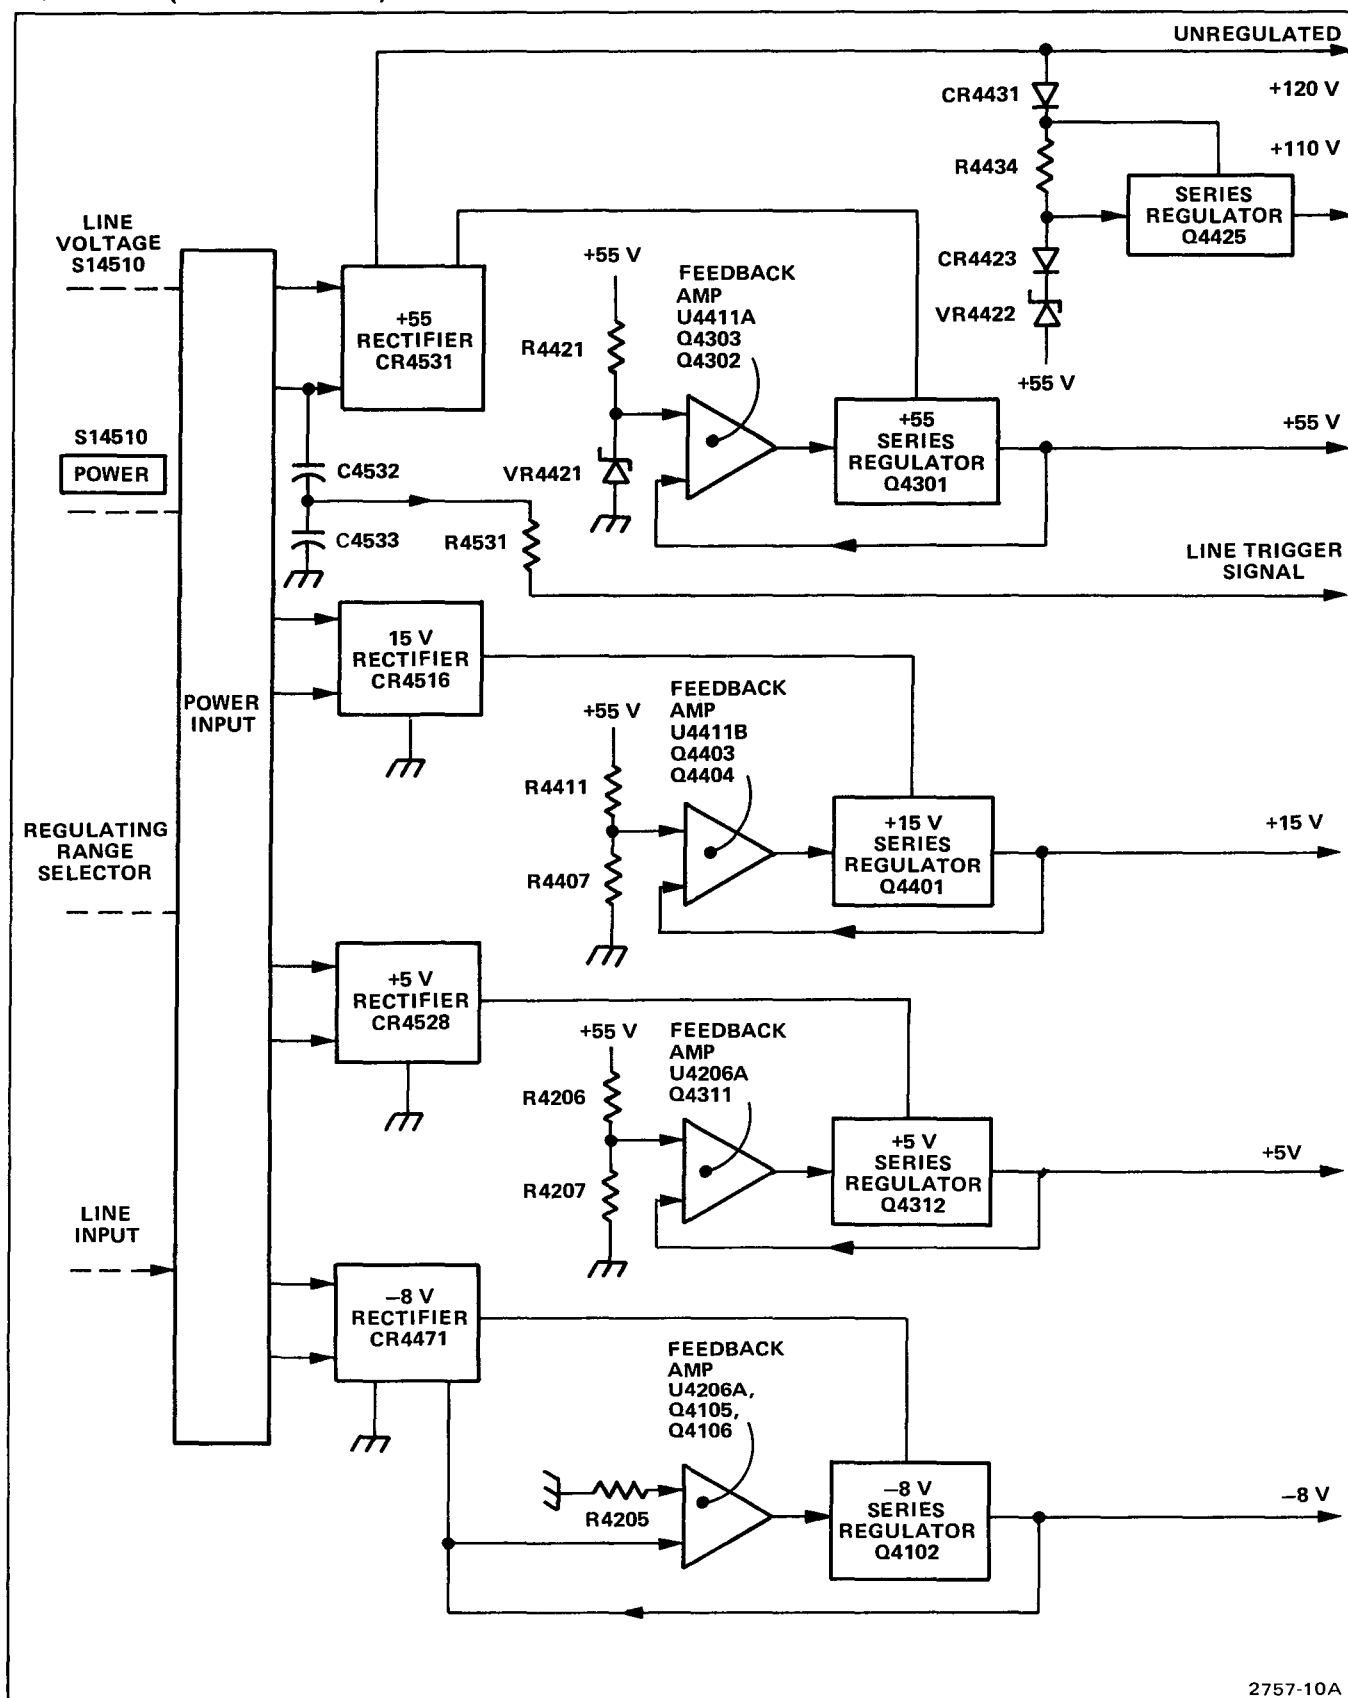 UNREGULATED
CR4431
+120 V
R4434
+110 V
SERIES
REGULATOR
Q4425
LINE
VOLTAGE
S14510
+55
RECTIFIER
CR4531
+55 V
FEEDBACK
AMP
U4411A
Q4303
Q4302
CR4423
VR4422
+55 V
R4421
VR4421
+55
SERIES
REGULATOR
Q4301
+55 V
S14510
POWER
C4532
C4533
R4531
LINE TRIGGER
SIGNAL
POWER
INPUT
15 V
RECTIFIER
CR4516
+55 V
FEEDBACK
AMP
U4411B
Q4403
Q4404
R4411
R4407
+15 V
SERIES
REGULATOR
Q4401
+15 V
REGULATING
RANGE
SELECTOR
+5 V
RECTIFIER
CR4528
+55 V
FEEDBACK
AMP
U4206A
Q4311
R4206
R4207
+5 V
SERIES
REGULATOR
Q4312
+5V
LINE
INPUT
−8 V
RECTIFIER
CR4471
FEEDBACK
AMP
U4206A,
Q4105,
Q4106
R4205
−8 V
SERIES
REGULATOR
Q4102
−8 V
2757-10A